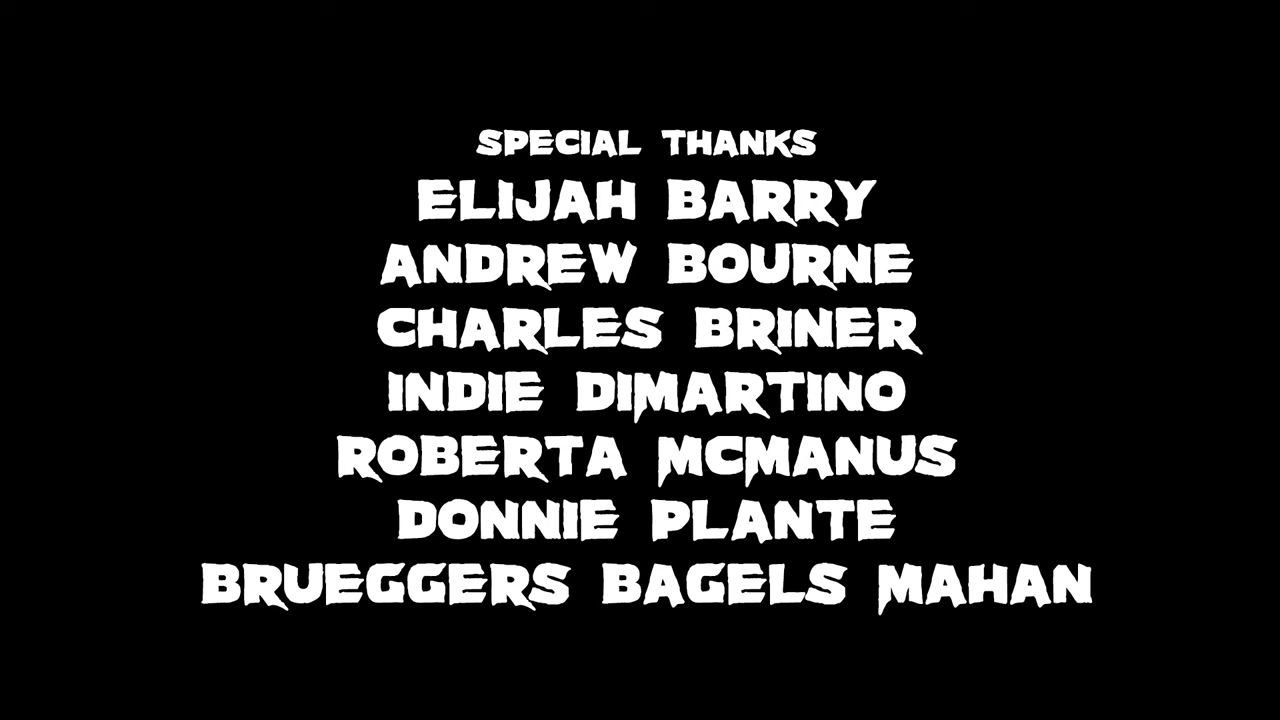 SPECIAL THANKS
ELIJAH BARRY
ANDREW BOURNE
CHARLES BRINER
INDIE DIMARTINO
ROBERTA MCMANUS
DONNIE PLANTE
BRUEGGERS BAGELS MAHAN